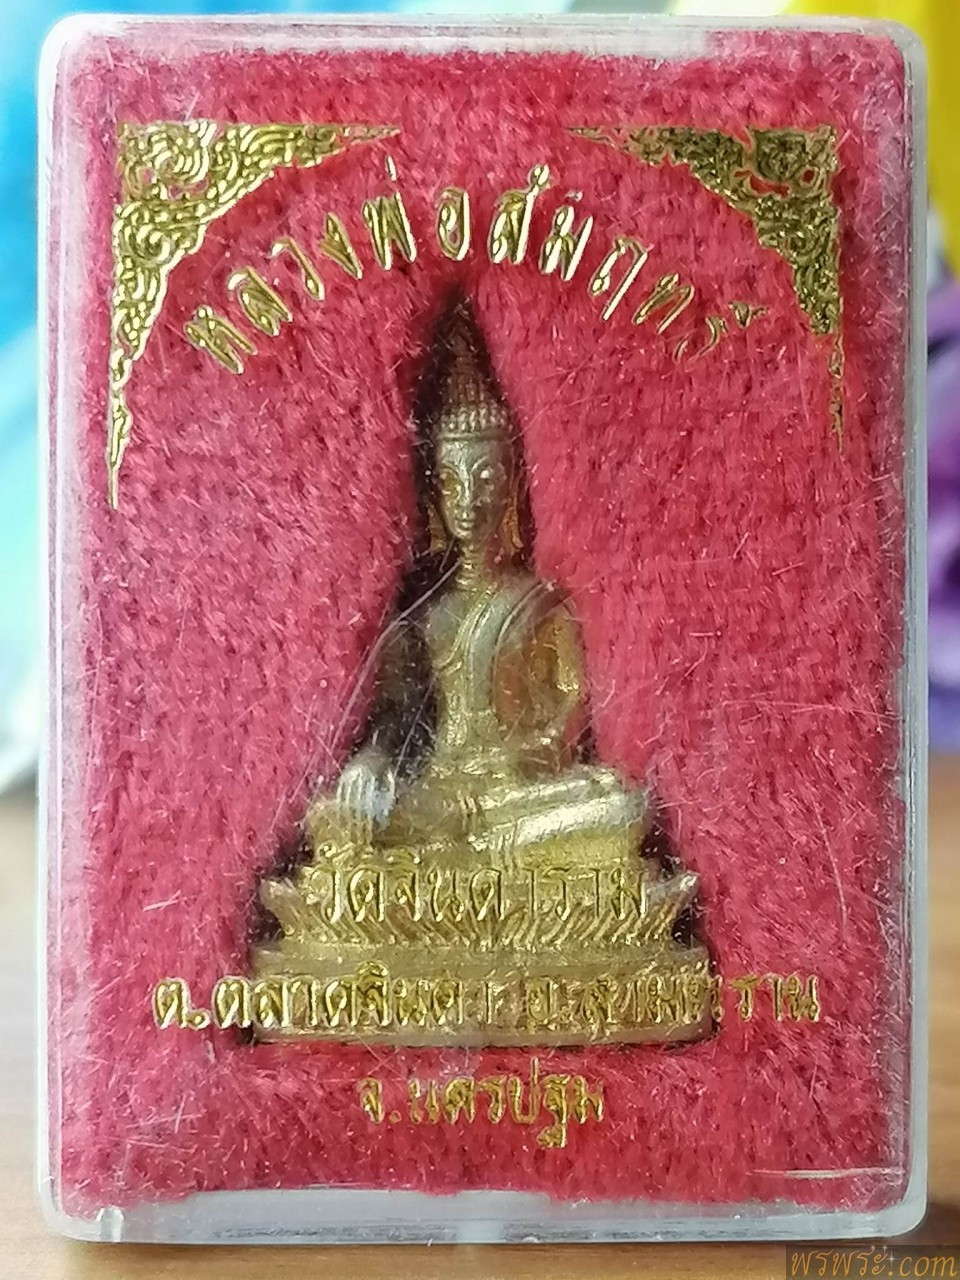 หลวงพ่อสัมฤทธิ์
วัดจินดาราม
ต.ตลาดจินดา อ.สามพราน
จ.นครปฐม
พรพระ.com